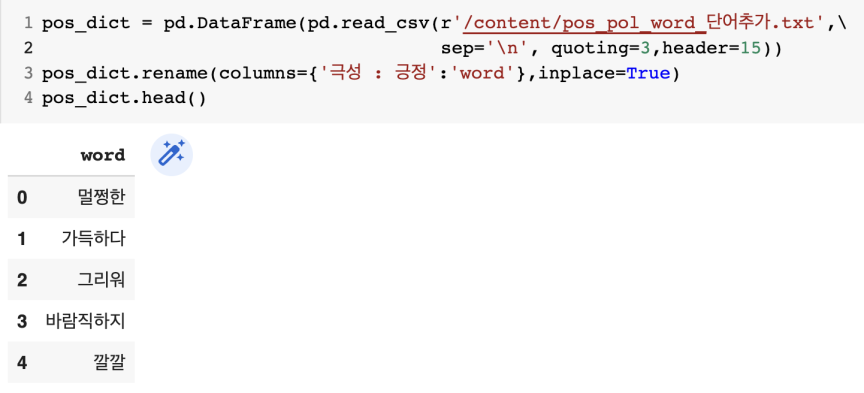 1 pos_dict = pd.DataFrame(pd.read_csv(r'/content/pos_pol_word_단어추가.txt',\
2 sep='\n', quoting=3,header=15))
3 pos_dict.rename(columns={'극성 : 긍정':'word'},inplace=True)
4 pos_dict.head()
word
0 멀쩡한
1 가득하다
2 그리워
3 바람직하지
4 깔깔